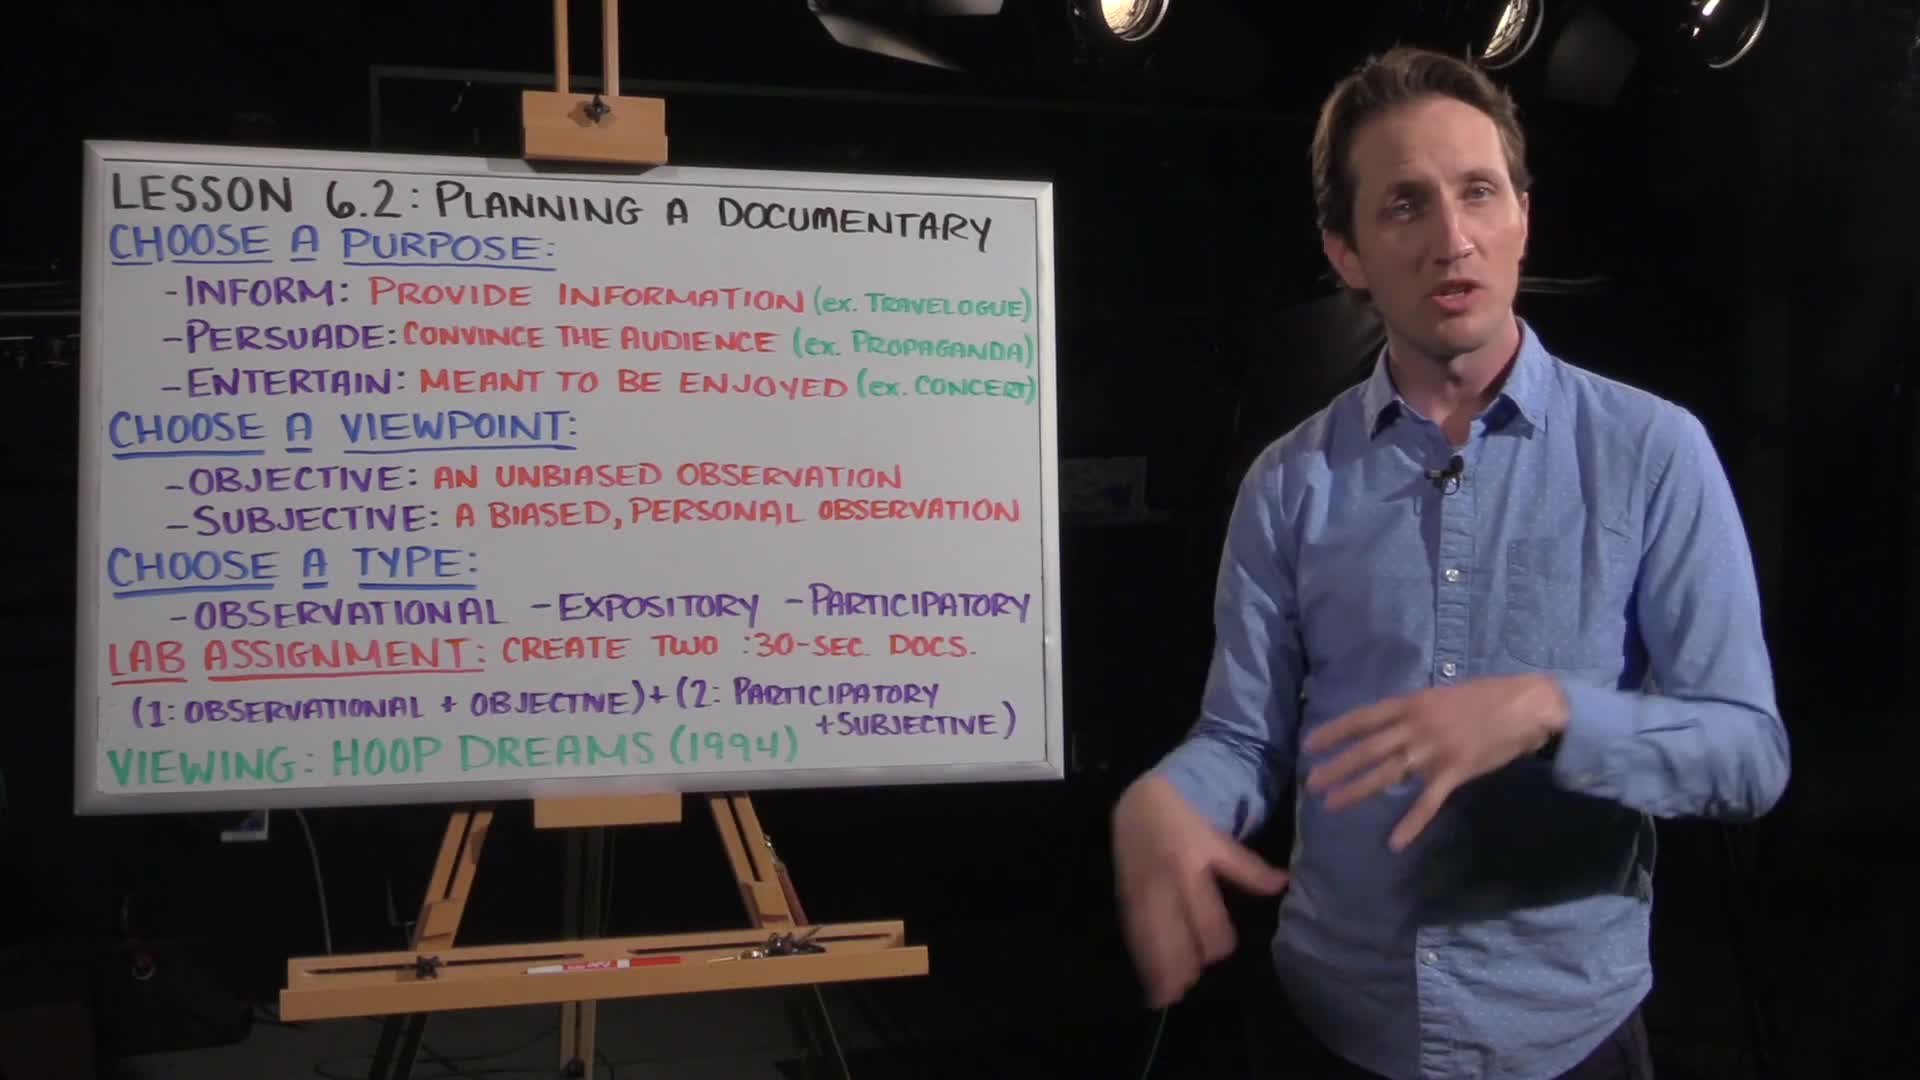 LESSON 6.2: PLANNING A DOCUMENTARY
CHOOSE A PURPOSE:
-INFORM: PROVIDE INFORMATION (ex. TRAVELOGUE)
-PERSUADE: CONVINCE THE AUDIENCE (ex. PROPAGANDA)
-ENTERTAIN: MEANT TO BE ENJOYED (ex. CONCERT)
CHOOSE A VIEWPOINT:
-OBJECTIVE: AN UNBIASED OBSERVATION
-SUBJECTIVE: A BIASED, PERSONAL OBSERVATION
CHOOSE A TYPE:
-OBSERVATIONAL -EXPOSITORY -PARTICIPATORY
LAB ASSIGNMENT: CREATE TWO :30-SEC. DOCS.
(1: OBSERVATIONAL + OBJECTIVE) + (2: PARTICIPATORY
+SUBJECTIVE)
VIEWING: HOOP DREAMS (1994)